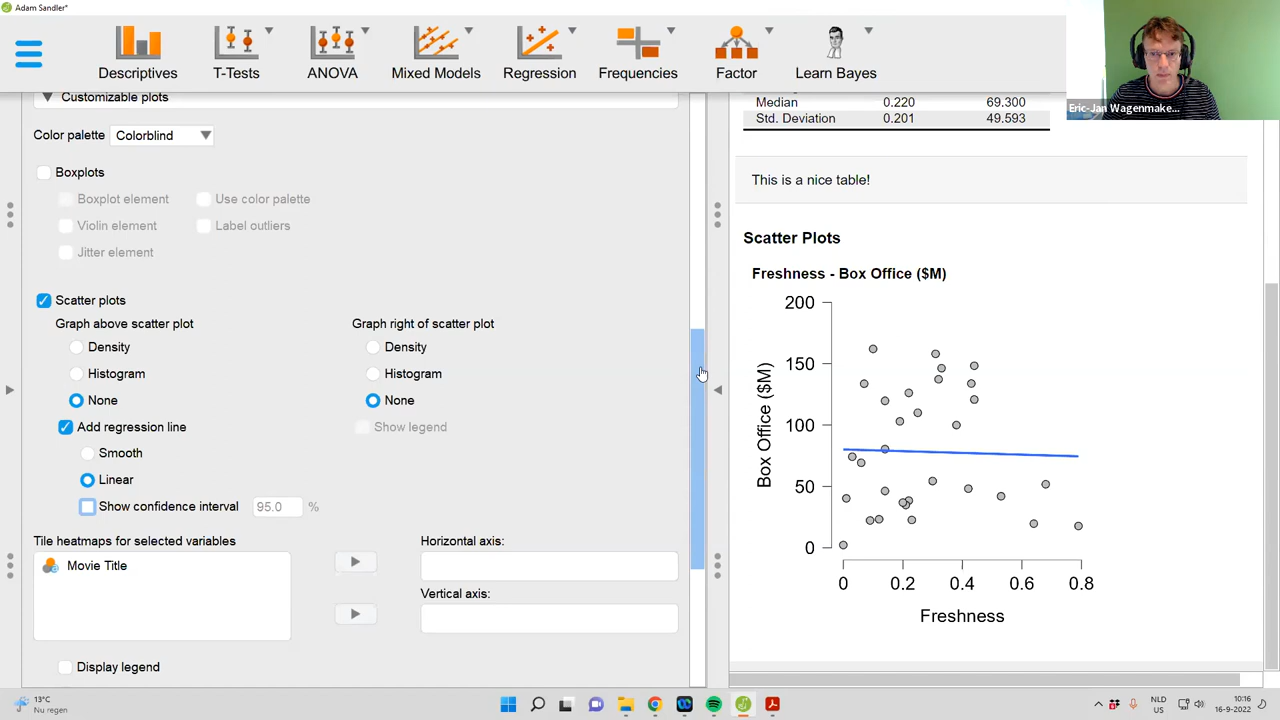 Adam Sandler*
Descriptives T-Tests ANOVA Mixed Models Regression Frequencies Factor Learn Bayes
Eric-Jan Wagenmake...
Customizable plots
Color palette Colorblind
Boxplots
Boxplot element Use color palette
Violin element Label outliers
Jitter element
Scatter plots
Graph above scatter plot Graph right of scatter plot
Density Density
Histogram Histogram
None None
Add regression line Show legend
Smooth
Linear
Show confidence interval 95.0 %
Tile heatmaps for selected variables Horizontal axis:
Movie Title
Vertical axis:
Display legend
Median 0.220 69.300
Std. Deviation 0.201 49.593
This is a nice table!
Scatter Plots
Freshness - Box Office ($M)
200
150
100
50
0
Box Office ($M)
0 0.2 0.4 0.6 0.8
Freshness
13°C
Nu regen
NLD
US
10:16
16-9-2022